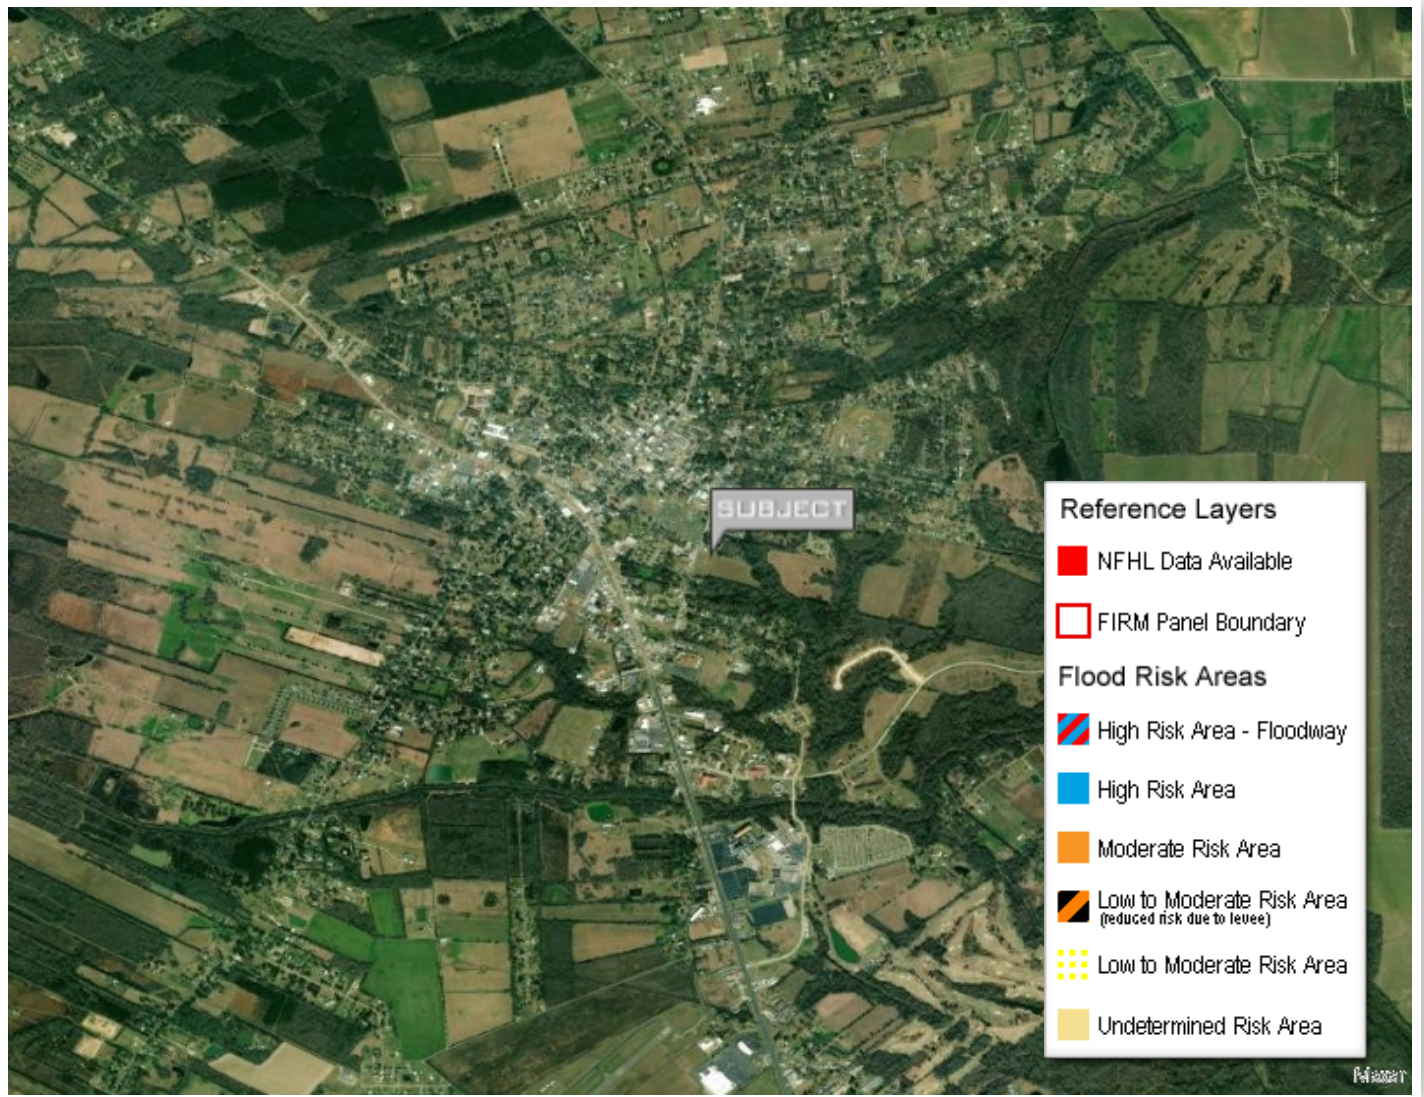 SUBJECT
Reference Layers
NFHL Data Available
FIRM Panel Boundary
Flood Risk Areas
High Risk Area - Floodway
High Risk Area
Moderate Risk Area
Low to Moderate Risk Area
(reduced risk due to levee)
Low to Moderate Risk Area
Undetermined Risk Area
Maxar